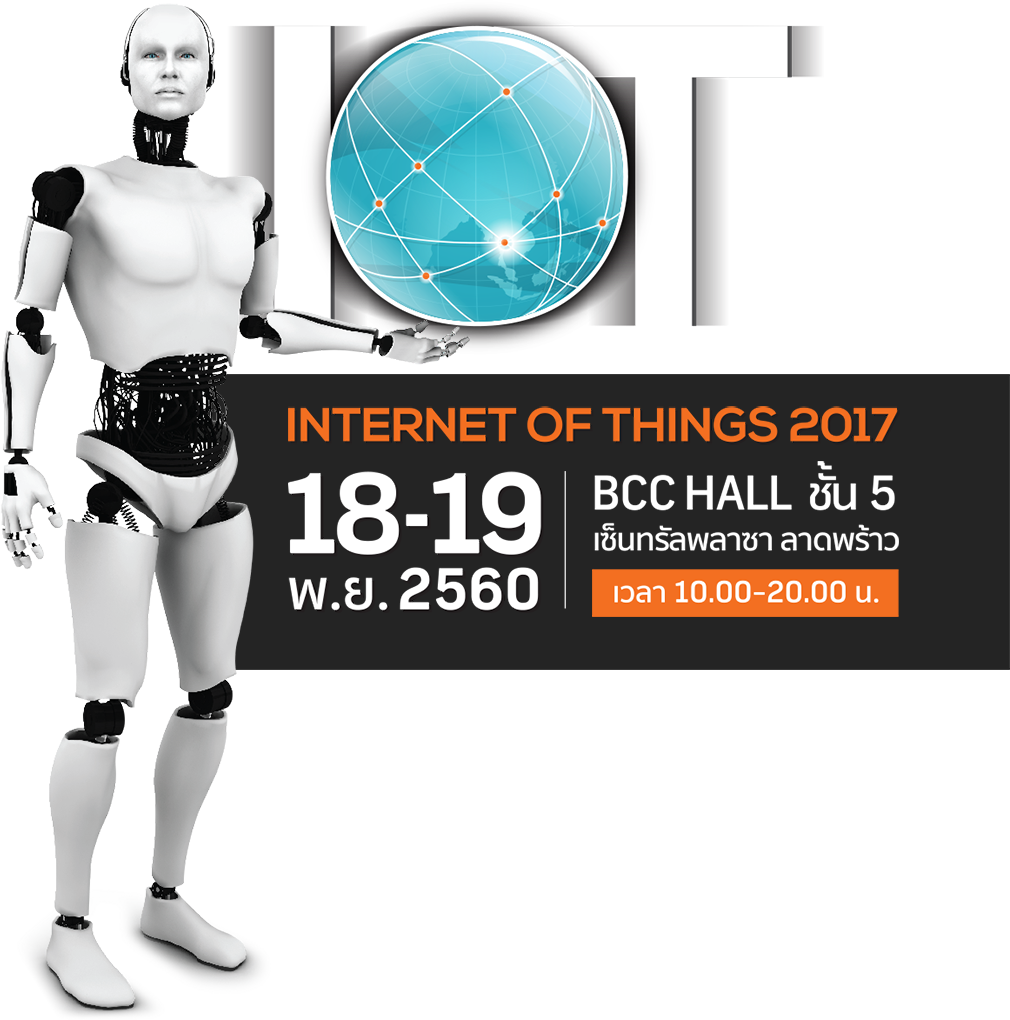 IOT
INTERNET OF THINGS 2017
18-19
พ.ย. 2560
BCC HALL ชั้น 5
เซ็นทรัลพลาซา ลาดพร้าว
เวลา 10.00-20.00 น.